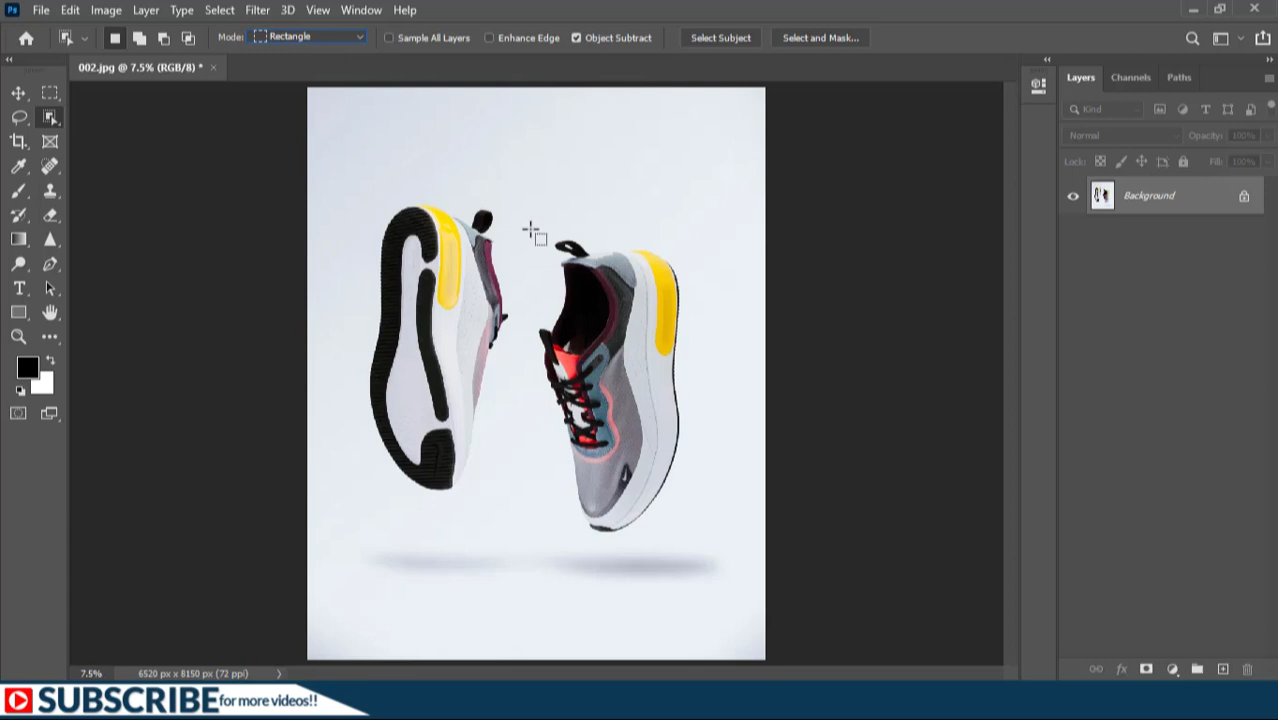 Ps File Edit Image Layer Type Select Filter 3D View Window Help
Mode: Rectangle Sample All Layers Enhance Edge Object Subtract Select Subject Select and Mask...
002.jpg @ 7.5% (RGB/8) *
Layers Channels Paths
Kind
Normal Opacity: 100%
Lock: Fill: 100%
Background
7.5% 6520 px x 8150 px (72 ppi)
SUBSCRIBE for more videos!!